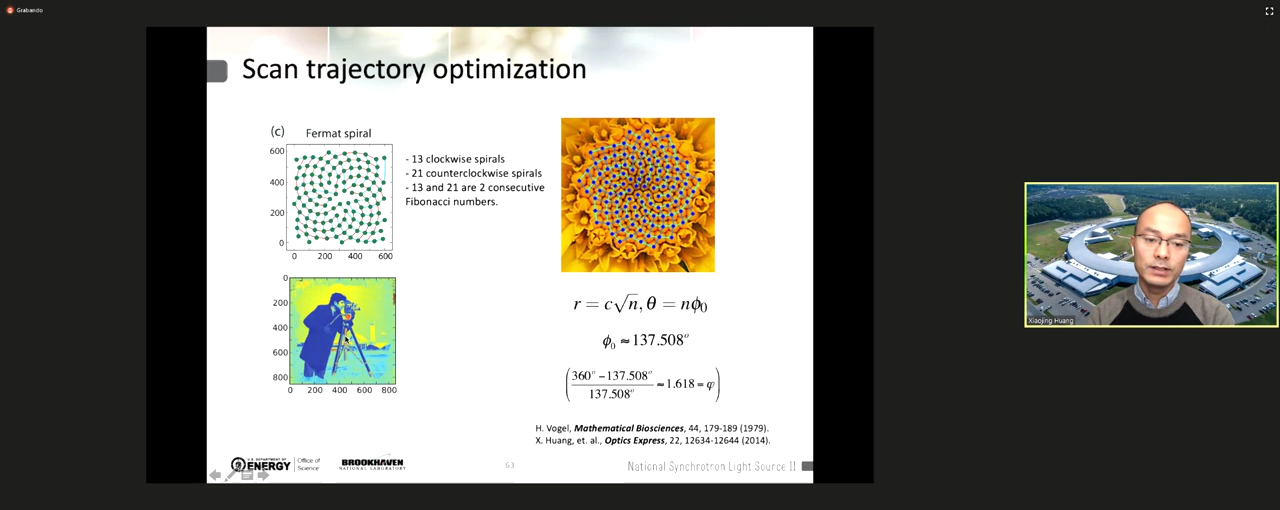 Grabando
Scan trajectory optimization
(c)
Fermat spiral
600
400
200
0
0 200 400 600
- 13 clockwise spirals
- 21 counterclockwise spirals
- 13 and 21 are 2 consecutive
Fibonacci numbers.
0
200
400
600
800
0 200 400 600 800
r = c√n, θ = nϕ₀
ϕ₀ ≈ 137.508°
(360° − 137.508° / 137.508° ≈ 1.618 = φ)
H. Vogel, Mathematical Biosciences, 44, 179-189 (1979).
X. Huang, et. al., Optics Express, 22, 12634-12644 (2014).
U.S. DEPARTMENT OF
ENERGY
Office of
Science
BROOKHAVEN
NATIONAL LABORATORY
53
National Synchrotron Light Source II
Xiaojing Huang